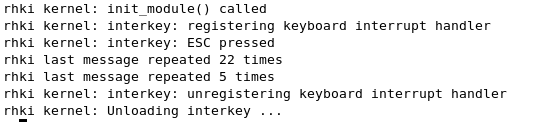 rhki kernel: init_module() called
rhki kernel: interkey: registering keyboard interrupt handler
rhki kernel: interkey: ESC pressed
rhki last message repeated 22 times
rhki last message repeated 5 times
rhki kernel: interkey: unregistering keyboard interrupt handler
rhki kernel: Unloading interkey ...